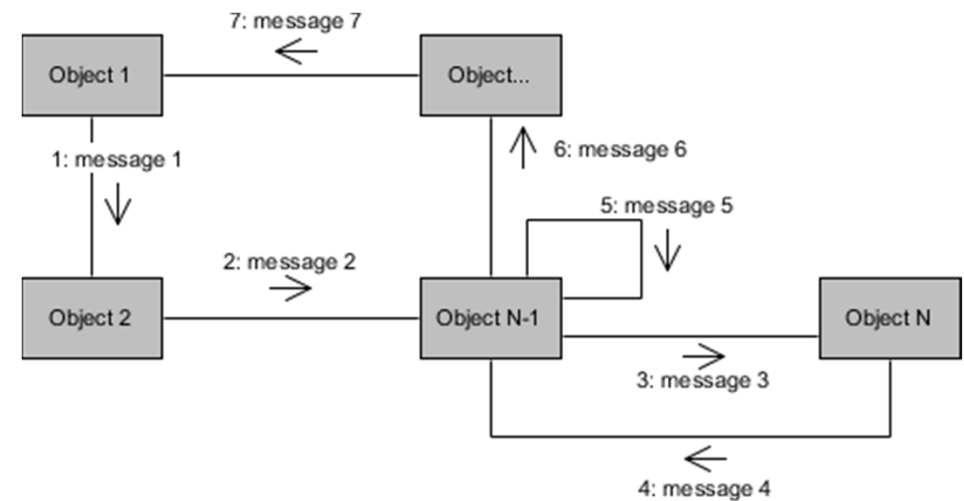 7: message 7
Object 1
Object...
1: message 1
6: message 6
5: message 5
2: message 2
Object 2
Object N-1
Object N
3: message 3
4: message 4